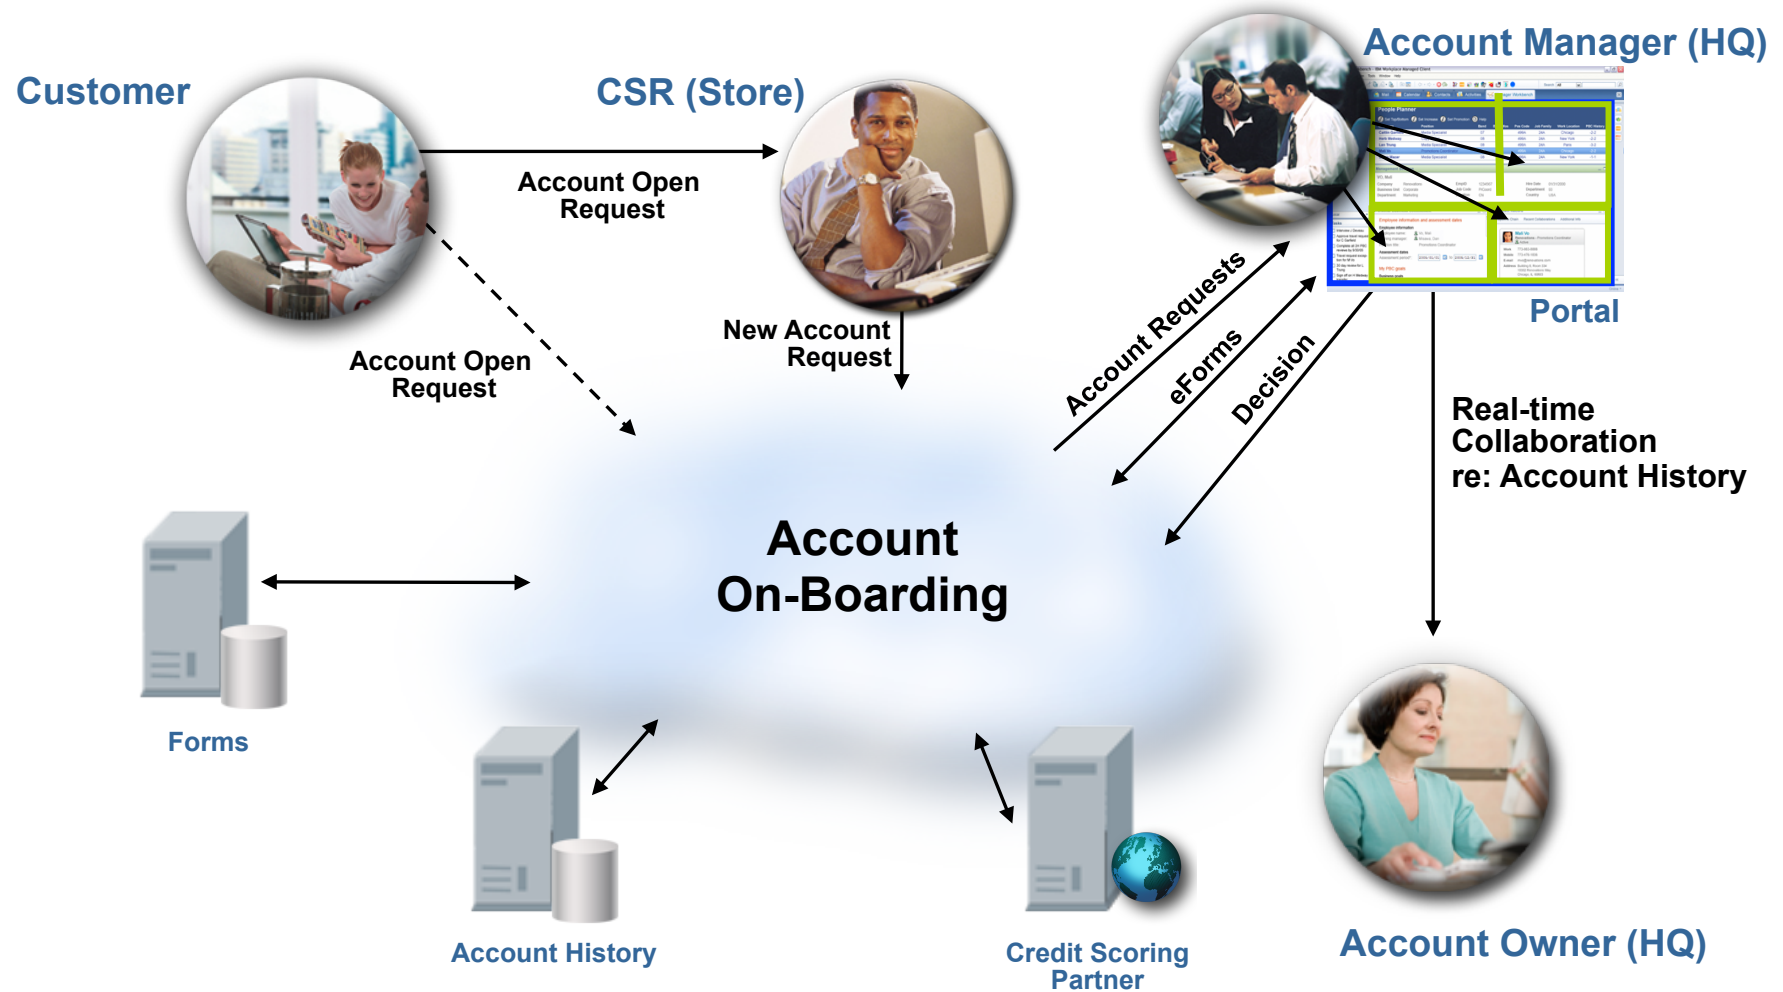 Customer
CSR (Store)
Account Manager (HQ)
Account Open
Request
Account Open
Request
New Account
Request
Account Requests
eForms
Decision
People Planner
Portal
Real-time
Collaboration
re: Account History
Account
On-Boarding
Forms
Account History
Credit Scoring
Partner
Account Owner (HQ)